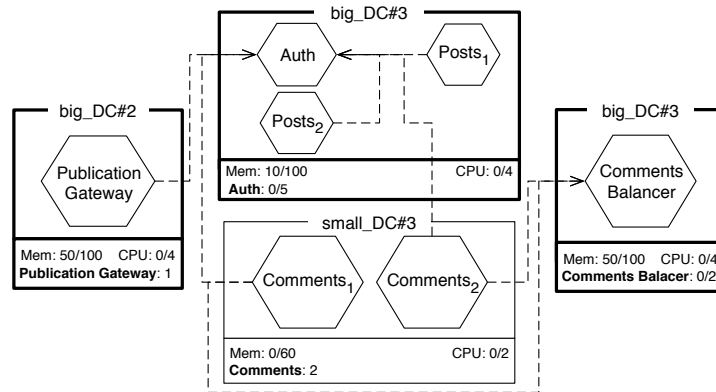 big_DC#3
Auth
Posts1
Posts2
Mem: 10/100 CPU: 0/4
Auth: 0/5
big_DC#2
Publication
Gateway
Mem: 50/100 CPU: 0/4
Publication Gateway: 1
big_DC#3
Comments
Balancer
Mem: 50/100 CPU: 0/4
Comments Balacer: 0/2
small_DC#3
Comments1
Comments2
Mem: 0/60 CPU: 0/2
Comments: 2